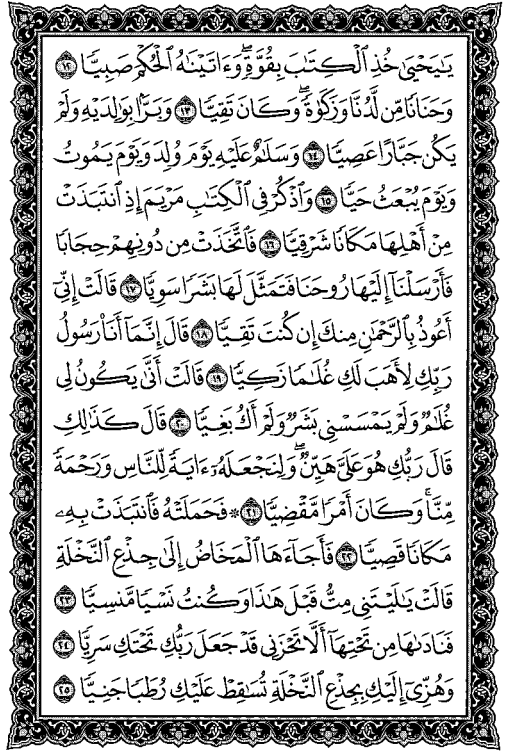 يَٰيَحْيَىٰ خُذِ ٱلْكِتَٰبَ بِقُوَّةٖۖ وَءَاتَيْنَٰهُ ٱلْحُكْمَ صَبِيّٗا ١٢
وَحَنَانٗا مِّن لَّدُنَّا وَزَكَوٰةٗۖ وَكَانَ تَقِيّٗا ١٣ وَبَرَّۢا بِوَٰلِدَيْهِ وَلَمْ
يَكُن جَبَّارًا عَصِيّٗا ١٤ وَسَلَٰمٌ عَلَيْهِ يَوْمَ وُلِدَ وَيَوْمَ يَمُوتُ
وَيَوْمَ يُبْعَثُ حَيّٗا ١٥ وَٱذْكُرْ فِي ٱلْكِتَٰبِ مَرْيَمَ إِذِ ٱنتَبَذَتْ
مِنْ أَهْلِهَا مَكَانٗا شَرْقِيّٗا ١٦ فَٱتَّخَذَتْ مِن دُونِهِمْ حِجَابٗا
فَأَرْسَلْنَآ إِلَيْهَا رُوحَنَا فَتَمَثَّلَ لَهَا بَشَرٗا سَوِيّٗا ١٧ قَالَتْ إِنِّيٓ
أَعُوذُ بِٱلرَّحْمَٰنِ مِنكَ إِن كُنتَ تَقِيّٗا ١٨ قَالَ إِنَّمَآ أَنَا۠ رَسُولُ
رَبِّكِ لِأَهَبَ لَكِ غُلَٰمٗا زَكِيّٗا ١٩ قَالَتْ أَنَّىٰ يَكُونُ لِي
غُلَٰمٞ وَلَمْ يَمْسَسْنِي بَشَرٞ وَلَمْ أَكُ بَغِيّٗا ٢٠ قَالَ كَذَٰلِكِ
قَالَ رَبُّكِ هُوَ عَلَيَّ هَيِّنٞۖ وَلِنَجْعَلَهُۥٓ ءَايَةٗ لِّلنَّاسِ وَرَحْمَةٗ
مِّنَّاۚ وَكَانَ أَمْرٗا مَّقْضِيّٗا ٢١ ۞ فَحَمَلَتْهُ فَٱنتَبَذَتْ بِهِۦ
مَكَانٗا قَصِيّٗا ٢٢ فَأَجَآءَهَا ٱلْمَخَاضُ إِلَىٰ جِذْعِ ٱلنَّخْلَةِ
قَالَتْ يَٰلَيْتَنِي مِتُّ قَبْلَ هَٰذَا وَكُنتُ نَسْيٗا مَّنسِيّٗا ٢٣
فَنَادَىٰهَا مِن تَحْتِهَآ أَلَّا تَحْزَنِي قَدْ جَعَلَ رَبُّكِ تَحْتَكِ سَرِيّٗا ٢٤
وَهُزِّيٓ إِلَيْكِ بِجِذْعِ ٱلنَّخْلَةِ تُسَٰقِطْ عَلَيْكِ رُطَبٗا جَنِيّٗا ٢٥